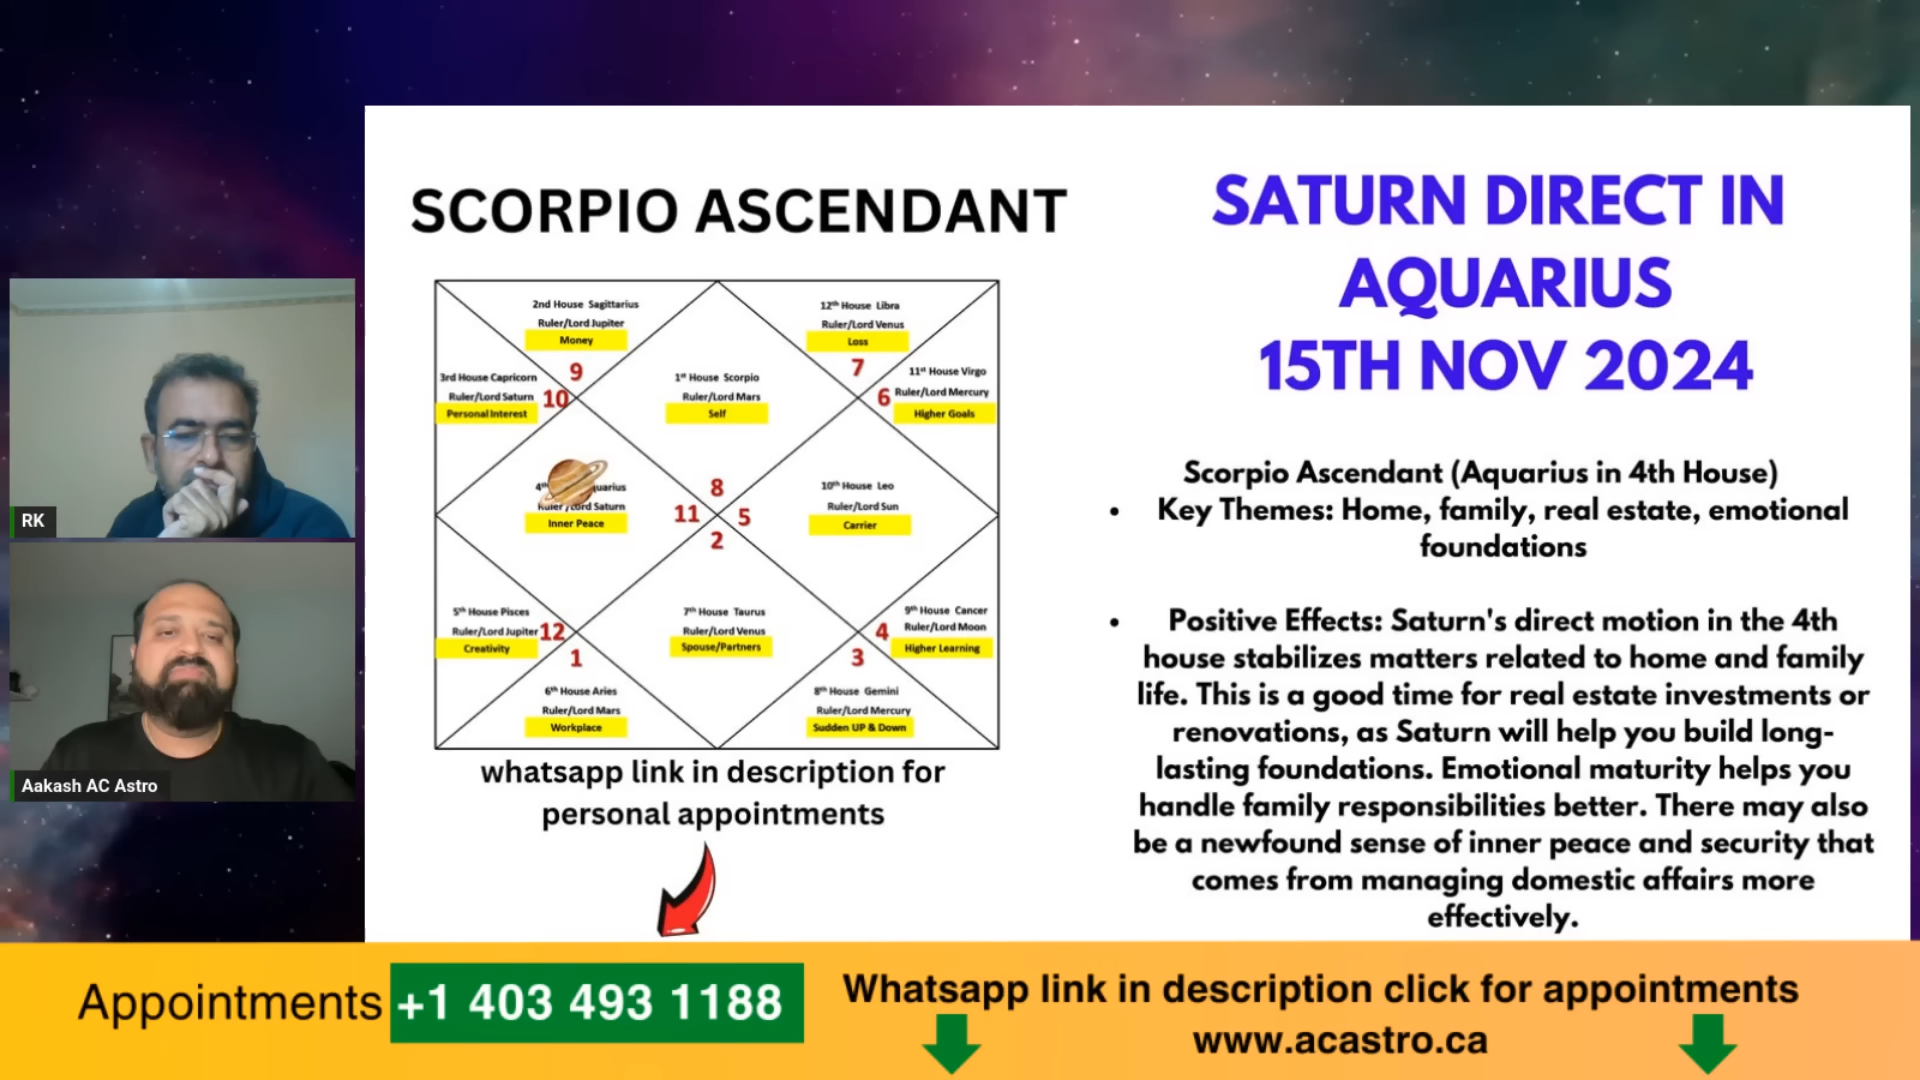 SCORPIO ASCENDANT
2nd House Sagittarius
Ruler/Lord Jupiter
Money
9
12th House Libra
Ruler/Lord Venus
Loss
7
3rd House Capricorn
Ruler/Lord Saturn
Personal Interest
10
1st House Scorpio
Ruler/Lord Mars
Self
11st House Virgo
Ruler/Lord Mercury
Higher Goals
6
Saturn
Inner Peace
8
11
5
2
10th House Leo
Ruler/Lord Sun
Carrier
5th House Pisces
Ruler/Lord Jupiter
Creativity
12
1
7th House Taurus
Ruler/Lord Venus
Spouse/Partners
9th House Cancer
Ruler/Lord Moon
Higher Learning
4
3
6th House Aries
Ruler/Lord Mars
Workplace
8th House Gemini
Ruler/Lord Mercury
Sudden UP & Down
whatsapp link in description for
personal appointments
SATURN DIRECT IN
AQUARIUS
15TH NOV 2024
Scorpio Ascendant (Aquarius in 4th House)
• Key Themes: Home, family, real estate, emotional
foundations
• Positive Effects: Saturn's direct motion in the 4th
house stabilizes matters related to home and family
life. This is a good time for real estate investments or
renovations, as Saturn will help you build long-
lasting foundations. Emotional maturity helps you
handle family responsibilities better. There may also
be a newfound sense of inner peace and security that
comes from managing domestic affairs more
effectively.
RK
Aakash AC Astro
Appointments +1 403 493 1188
Whatsapp link in description click for appointments
www.acastro.ca